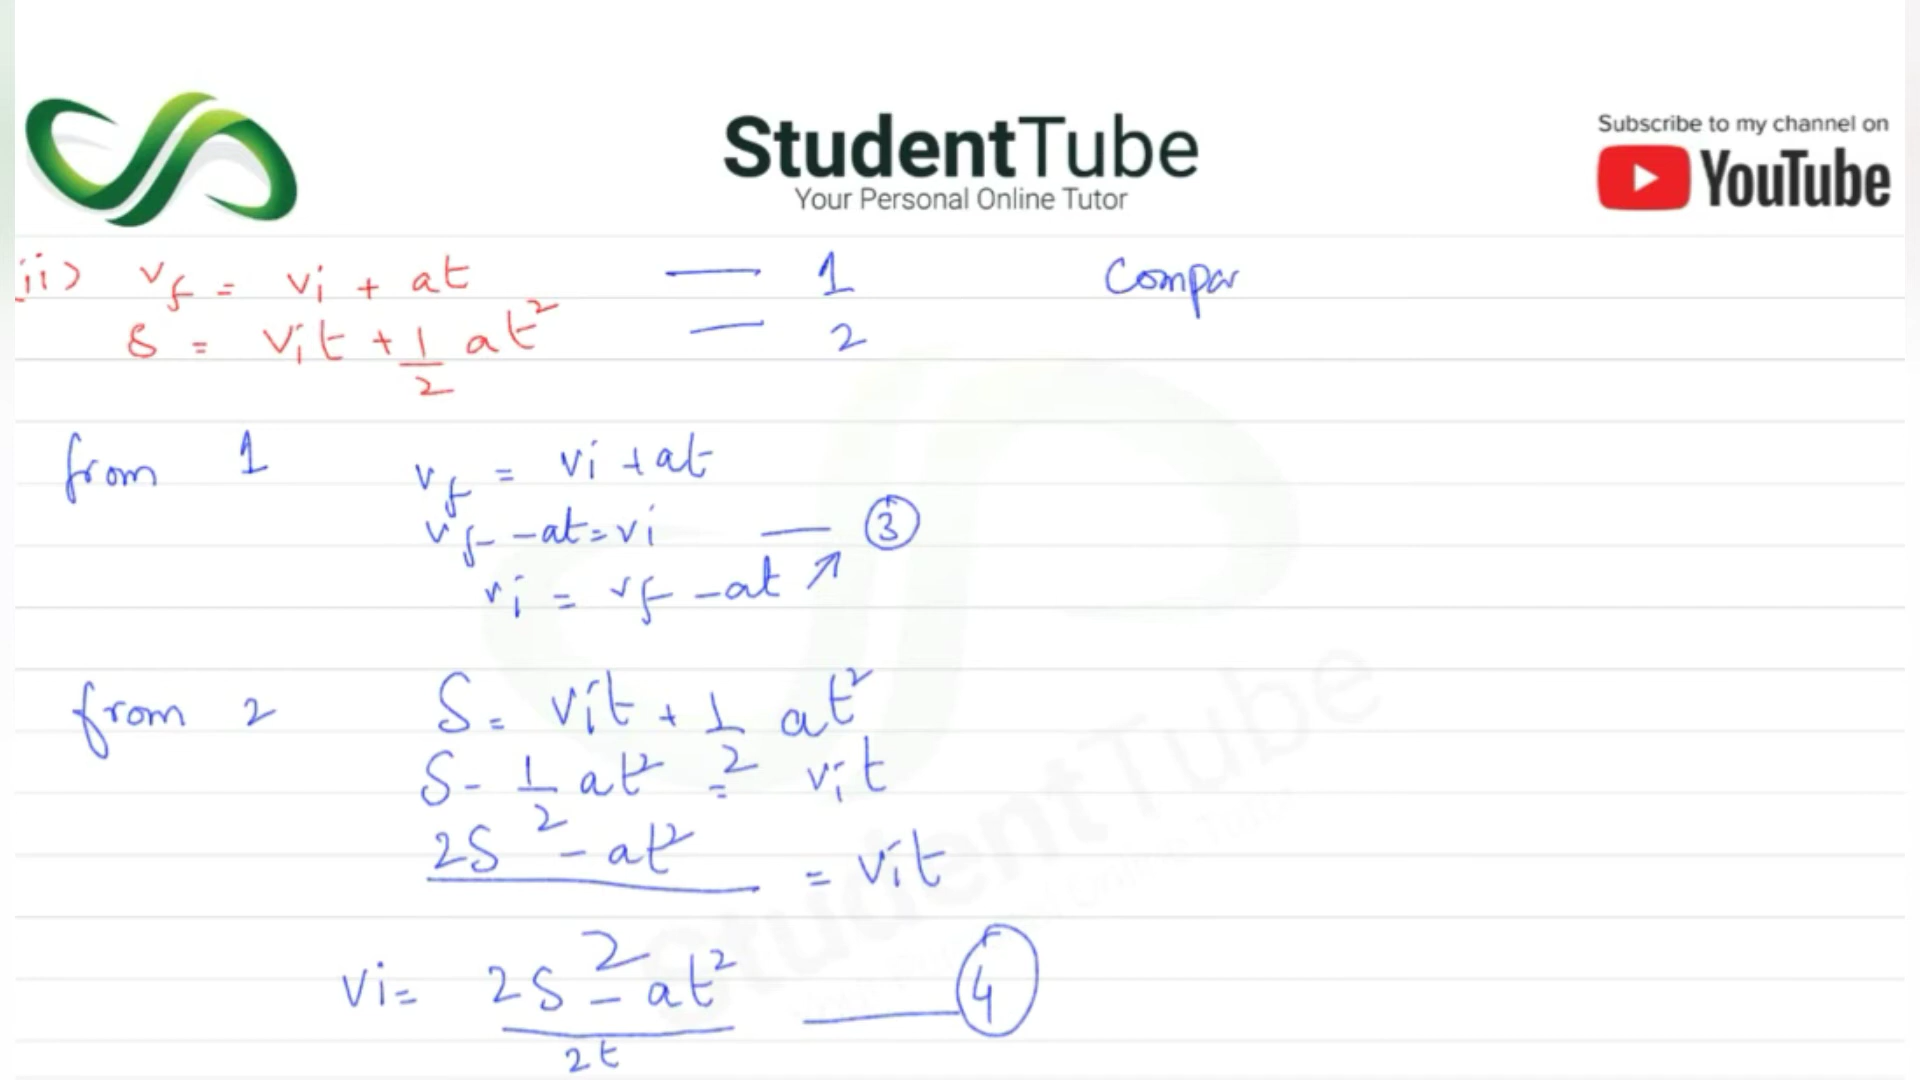 StudentTube
Your Personal Online Tutor
Subscribe to my channel on
YouTube
(ii) vf = vi + at — 1 Compar
S = vit + 1/2 at² — 2
from 1 vf = vi + at
vf - at = vi — ③
vi = vf - at ↗
from 2 S = vit + 1/2 at²
S - 1/2 at² = vit
2S - at² / 2 = vit
vi = 2S - at² / 2t — ④
StudentTube